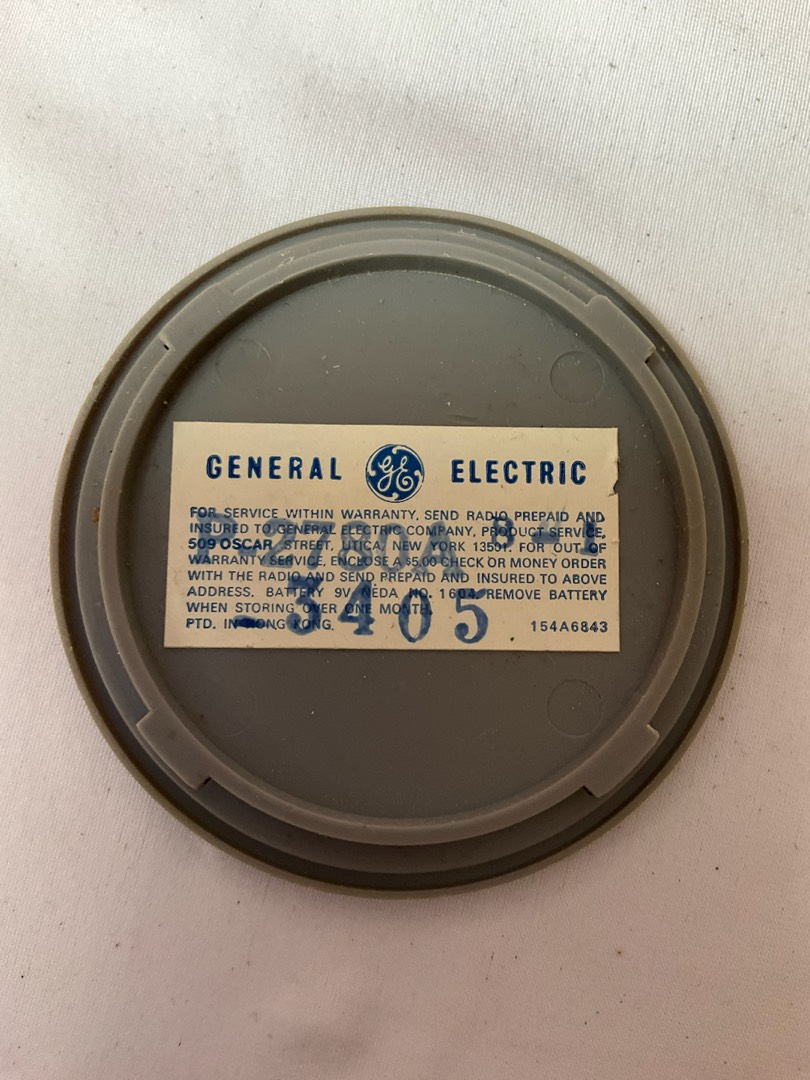 GENERAL GE ELECTRIC
FOR SERVICE WITHIN WARRANTY, SEND RADIO PREPAID AND
INSURED TO GENERAL ELECTRIC COMPANY, PRODUCT SERVICE,
509 OSCAR STREET, UTICA, NEW YORK 13501. FOR OUT OF
WARRANTY SERVICE, ENCLOSE A $5.00 CHECK OR MONEY ORDER
WITH THE RADIO AND SEND PREPAID AND INSURED TO ABOVE
ADDRESS. BATTERY 9V NEDA NO. 1604. REMOVE BATTERY
WHEN STORING OVER ONE MONTH.
PTD. IN HONG KONG. 154A6843
P-2780A
-3405